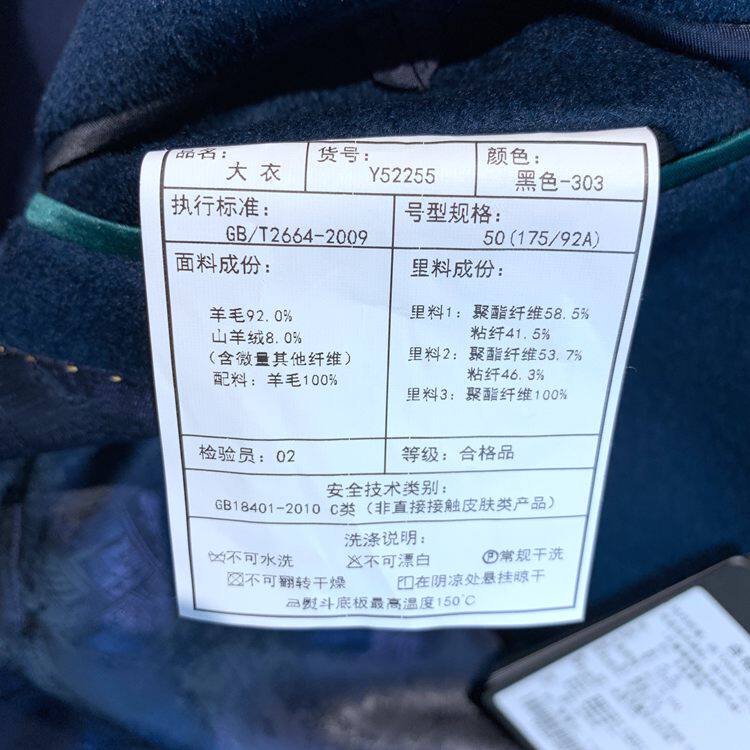 品名：
大衣
货号：
Y52255
颜色：
黑色-303
执行标准：
GB/T2664-2009
号型规格：
50(175/92A)
面料成份：
羊毛92.0%
山羊绒8.0%
(含微量其他纤维)
配料：羊毛100%
里料成份：
里料1：聚酯纤维58.5%
粘纤41.5%
里料2：聚酯纤维53.7%
粘纤46.3%
里料3：聚酯纤维100%
检验员：02
等级：合格品
安全技术类别：
GB18401-2010 C类(非直接接触皮肤类产品)
洗涤说明：
不可水洗 不可漂白 Ⓟ常规干洗
不可翻转干燥 在阴凉处悬挂晾干
熨斗底板最高温度150℃